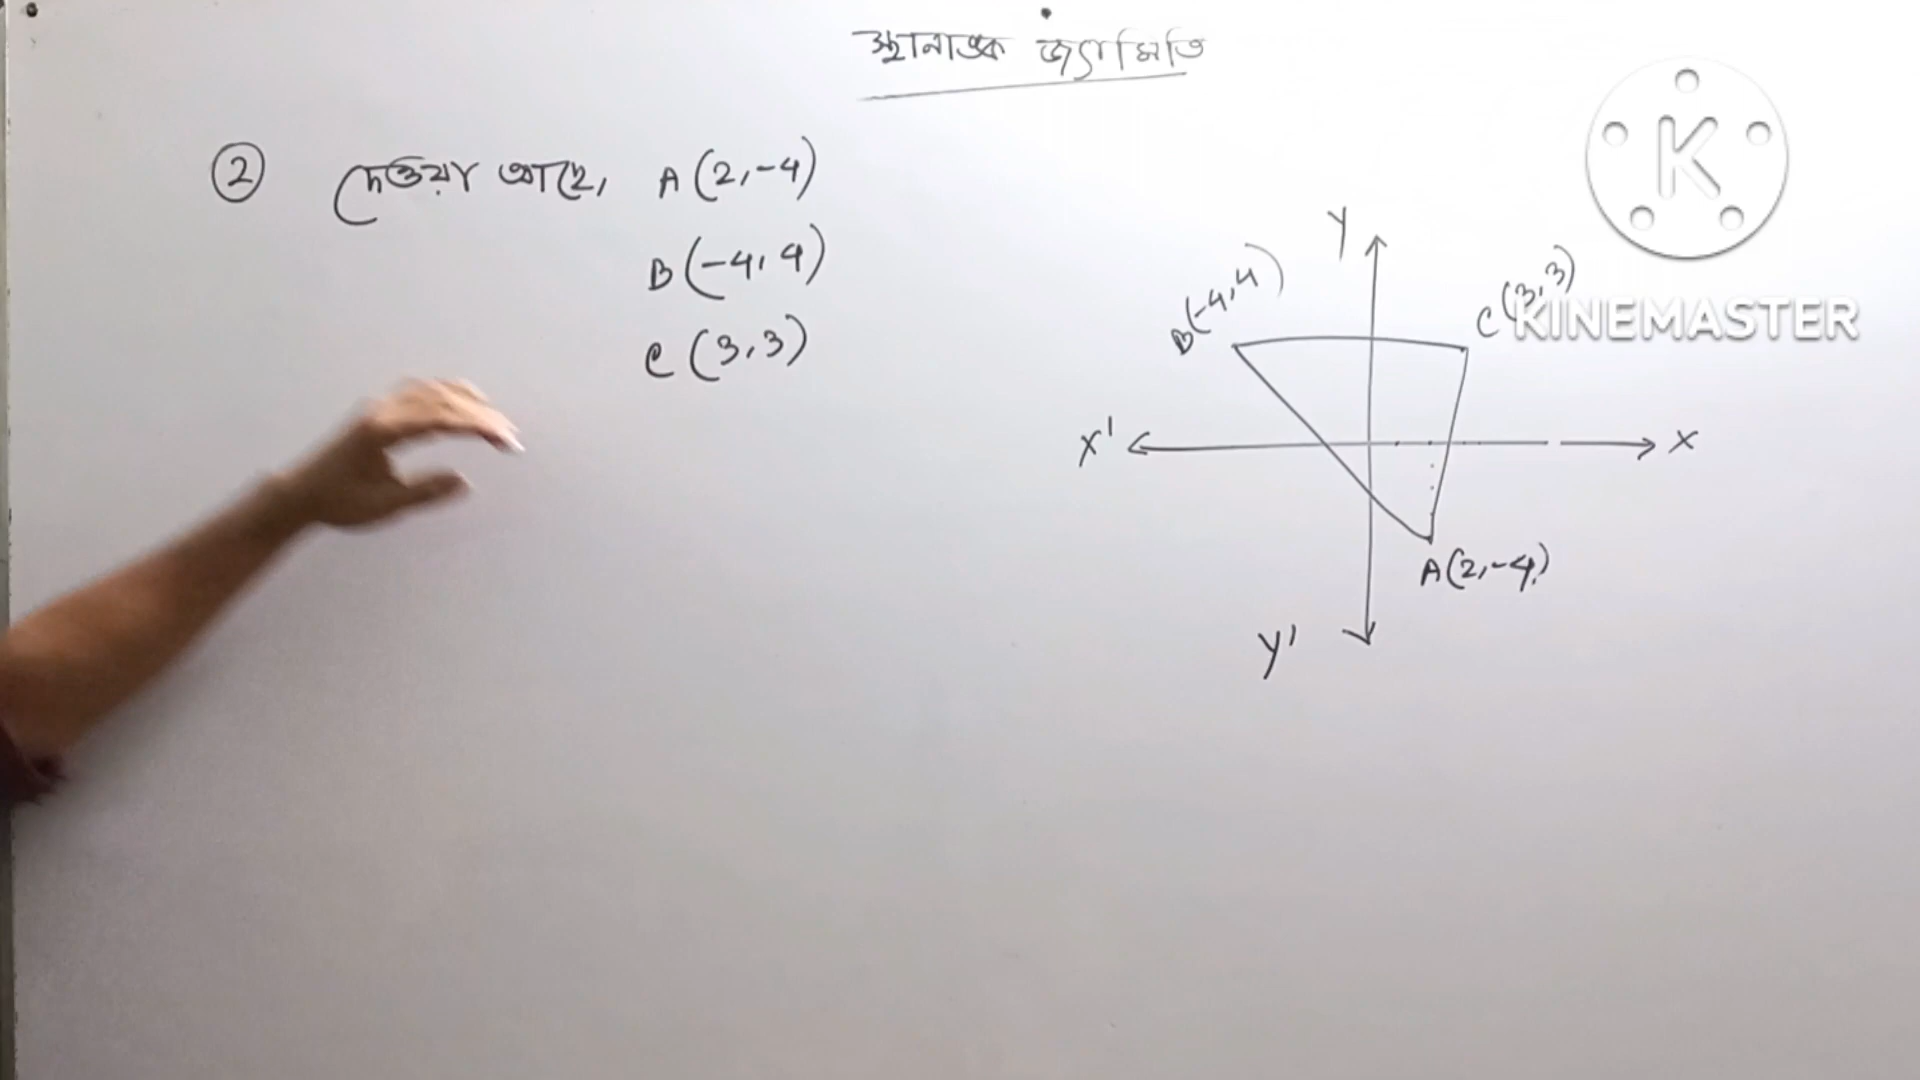 স্থানাঙ্ক জ্যামিতি
② দেওয়া আছে, A(2,-4)
B(-4,4)
C(3,3)
K
KINEMASTER
Y
B(-4,4)
C(3,3)
X'
X
A(2,-4)
Y'